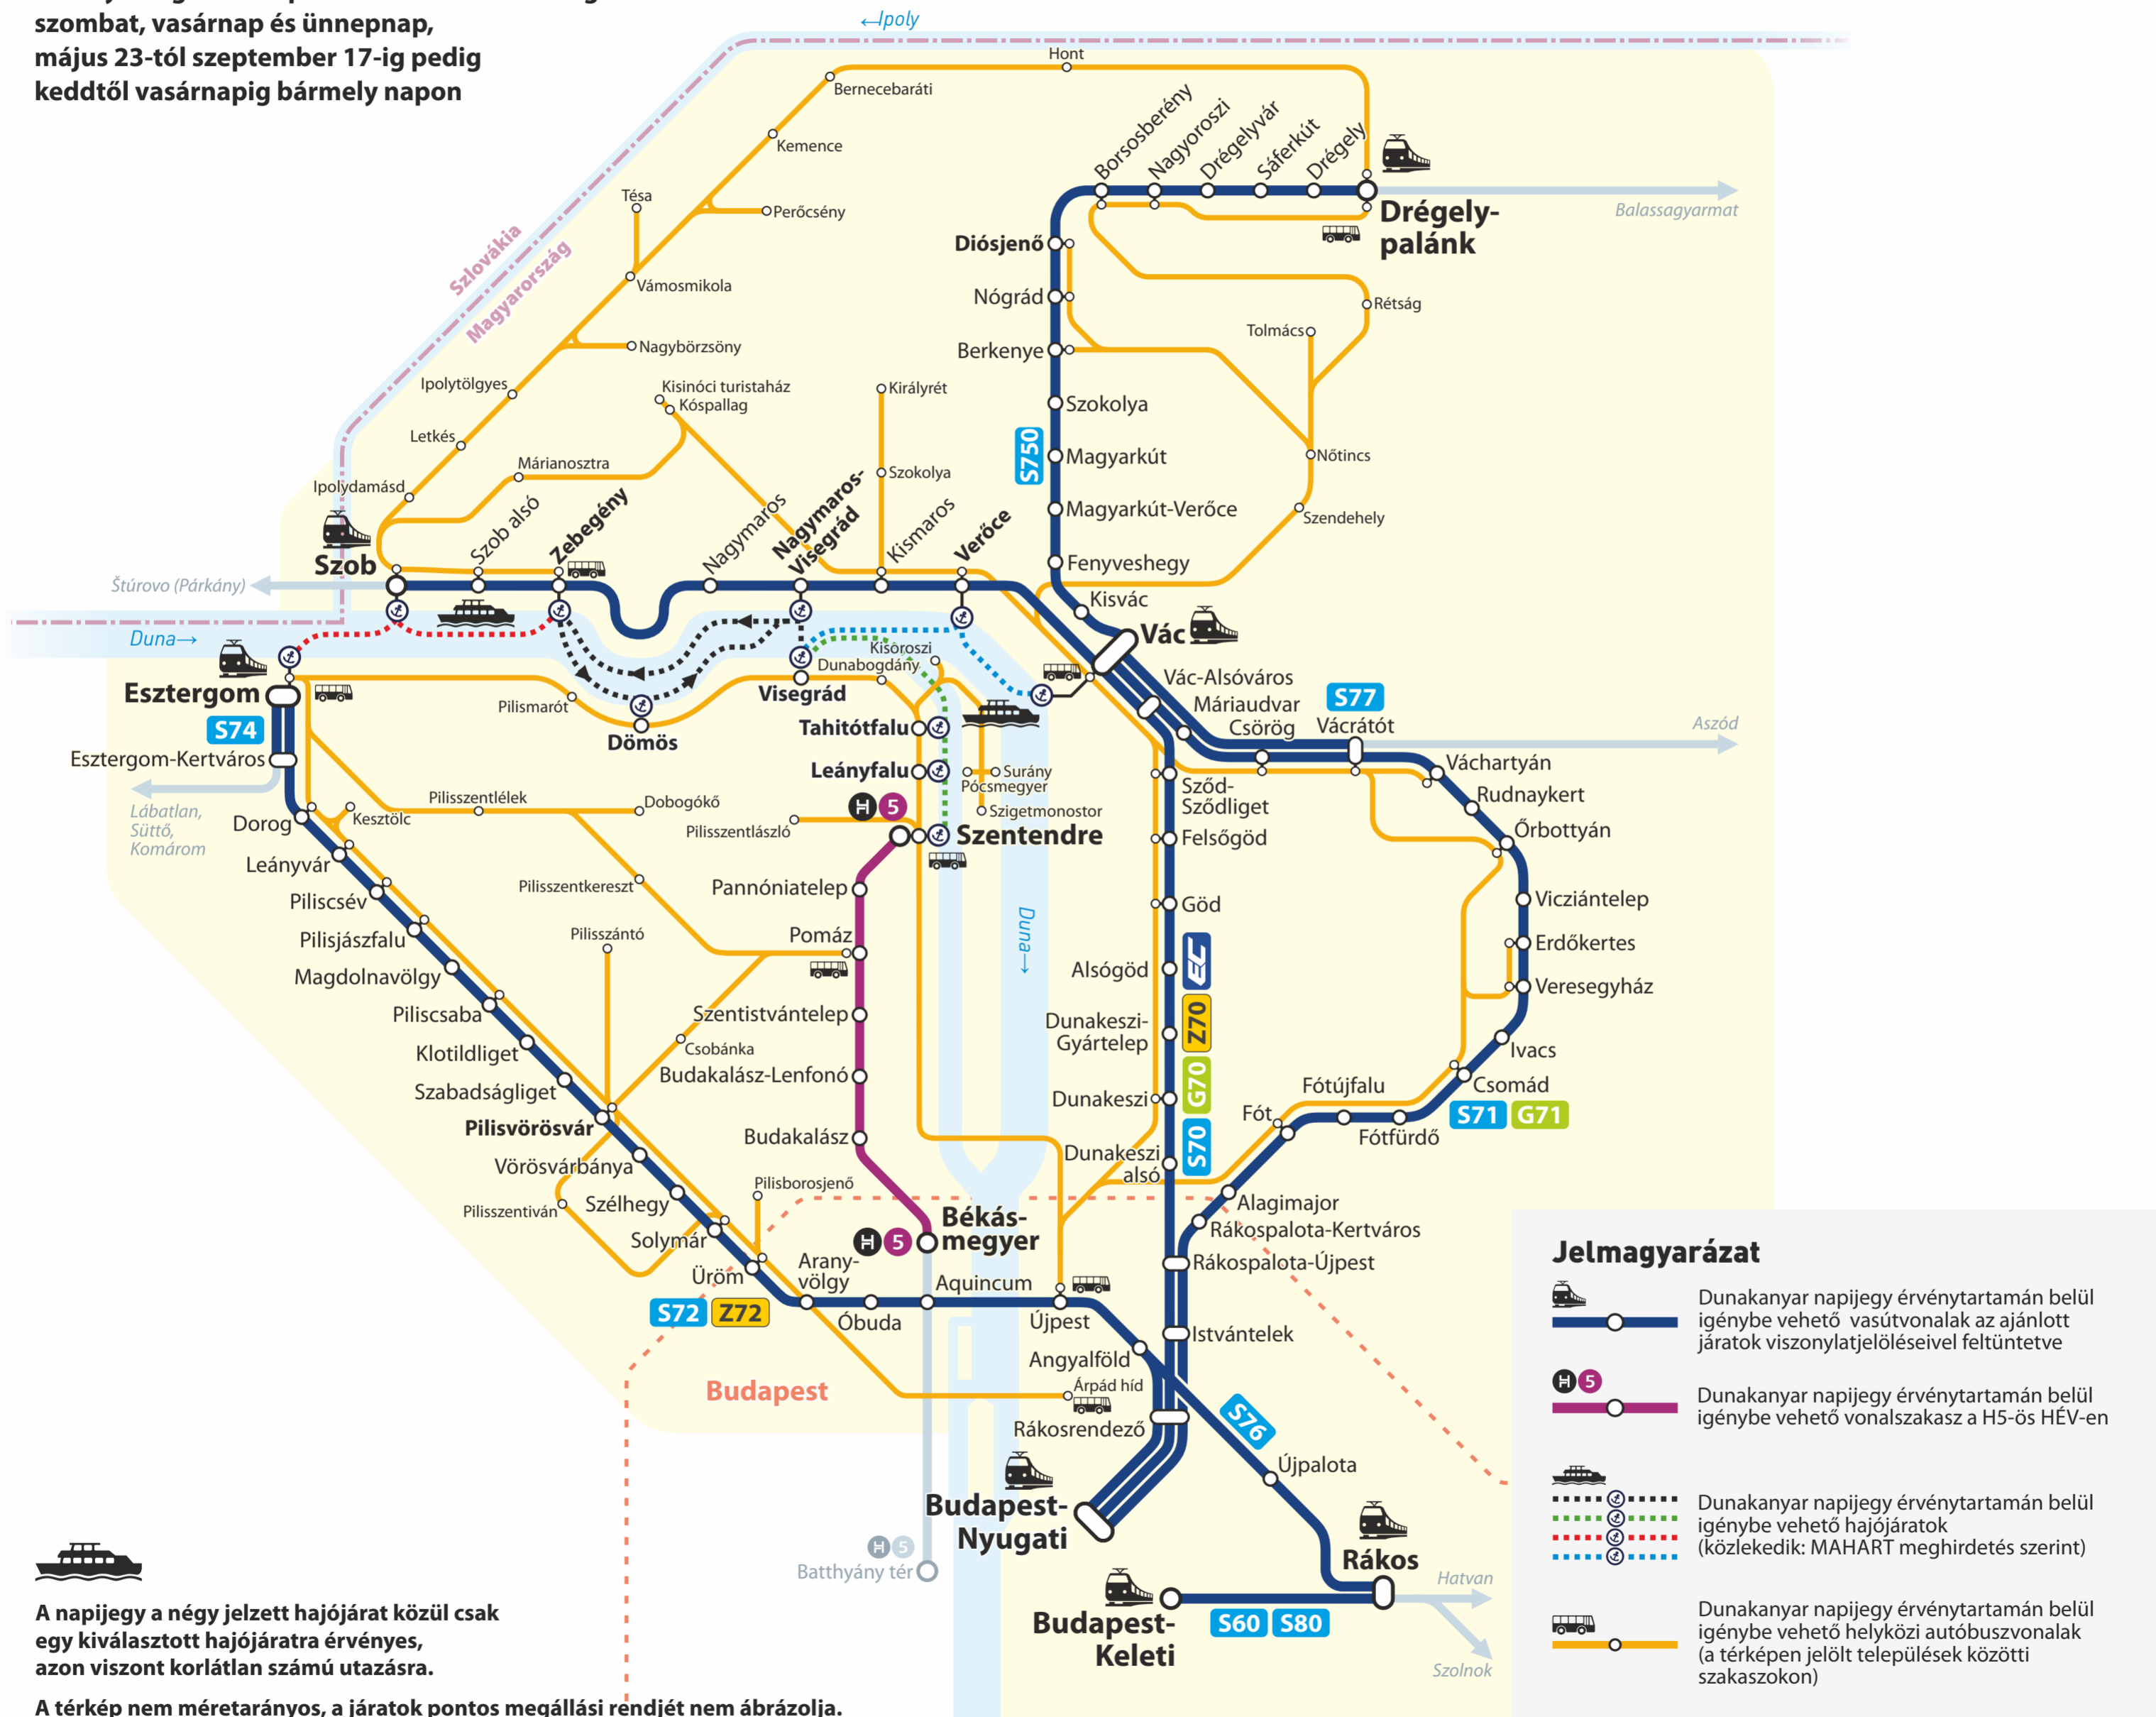 szombat, vasárnap és ünnepnap,
május 23-tól szeptember 17-ig pedig
keddtől vasárnapig bármely napon
←Ipoly
Hont
Bernecebaráti
Kemence
Tésa
Perőcsény
Szlovákia
Magyarország
Vámosmikola
Nagybörzsöny
Ipolytölgyes
Letkés
Ipolydamásd
Márianosztra
Kisinóci turistaház
Kóspallag
Királyrét
Szokolya
Borsosberény
Nagyoroszi
Drégelyvár
Sáferkút
Drégely
Drégely-
palánk
Balassagyarmat
Diósjenő
Nógrád
Berkenye
Szokolya
S750
Magyarkút
Magyarkút-Verőce
Fenyveshegy
Kisvác
Rétság
Tolmács
Nőtincs
Szendehely
Szob
Szob alsó
Zebegény
Nagymaros
Nagymaros-
Visegrád
Kismaros
Verőce
Vác
Štúrovo (Párkány)
Duna→
Esztergom
S74
Esztergom-Kertváros
Lábatlan,
Süttő,
Komárom
Pilismarót
Dömös
Visegrád
Dunabogdány
Kisoroszi
Tahitótfalu
Leányfalu
Surány
Pócsmegyer
Szigetmonostor
H 5
Szentendre
Pilisszentlászló
Vác-Alsóváros
Máriaudvar
Csörög
S77
Vácrátót
Aszód
Váchartyán
Rudnaykert
Őrbottyán
Vicziántelep
Erdőkertes
Veresegyház
Ivacs
Csomád
S71 G71
Fótújfalu
Fótfürdő
Fót
Alagimajor
Rákospalota-Kertváros
Rákospalota-Újpest
Istvántelek
Sződ-
Sződliget
Felsőgöd
Göd
Alsógöd
EC
Dunakeszi-
Gyártelep
Z70
Dunakeszi
G70
Dunakeszi
alsó
S70
Duna→
Dorog
Kesztölc
Pilisszentlélek
Dobogókő
Pilisszentkereszt
Leányvár
Piliscsév
Pilisjászfalu
Magdolnavölgy
Piliscsaba
Klotildliget
Szabadságliget
Pilisvörösvár
Vörösvárbánya
Szélhegy
Solymár
Üröm
Pilisszántó
Csobánka
Pilisszentiván
Pilisborosjenő
S72 Z72
Pannóniatelep
Pomáz
Szentistvántelep
Budakalász-Lenfonó
Budakalász
H 5
Békás-
megyer
Arany-
völgy
Óbuda
Aquincum
Újpest
Angyalföld
Árpád híd
Rákosrendező
Budapest
S76
Újpalota
Budapest-
Nyugati
Rákos
H 5
Batthyány tér
Budapest-
Keleti
S60 S80
Hatvan
Szolnok
A napijegy a négy jelzett hajójárat közül csak
egy kiválasztott hajójáratra érvényes,
azon viszont korlátlan számú utazásra.
A térkép nem méretarányos, a járatok pontos megállási rendjét nem ábrázolja.
Jelmagyarázat
Dunakanyar napijegy érvénytartamán belül
igénybe vehető vasútvonalak az ajánlott
járatok viszonylatjelöléseivel feltüntetve
H 5
Dunakanyar napijegy érvénytartamán belül
igénybe vehető vonalszakasz a H5-ös HÉV-en
Dunakanyar napijegy érvénytartamán belül
igénybe vehető hajójáratok
(közlekedik: MAHART meghirdetés szerint)
Dunakanyar napijegy érvénytartamán belül
igénybe vehető helyközi autóbuszvonalak
(a térképen jelölt települések közötti
szakaszokon)